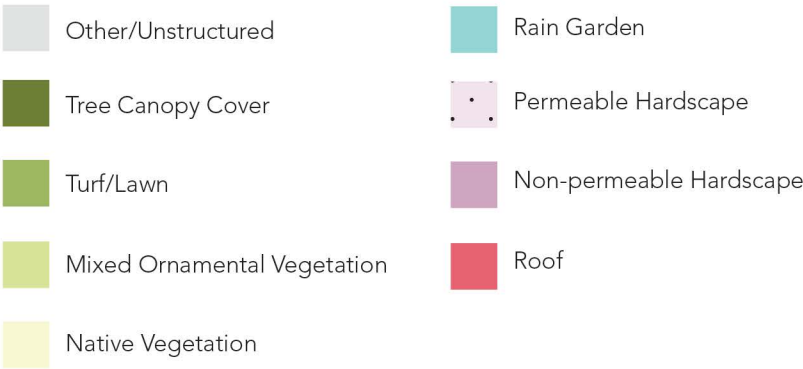 Other/Unstructured
Tree Canopy Cover
Turf/Lawn
Mixed Ornamental Vegetation
Native Vegetation
Rain Garden
Permeable Hardscape
Non-permeable Hardscape
Roof